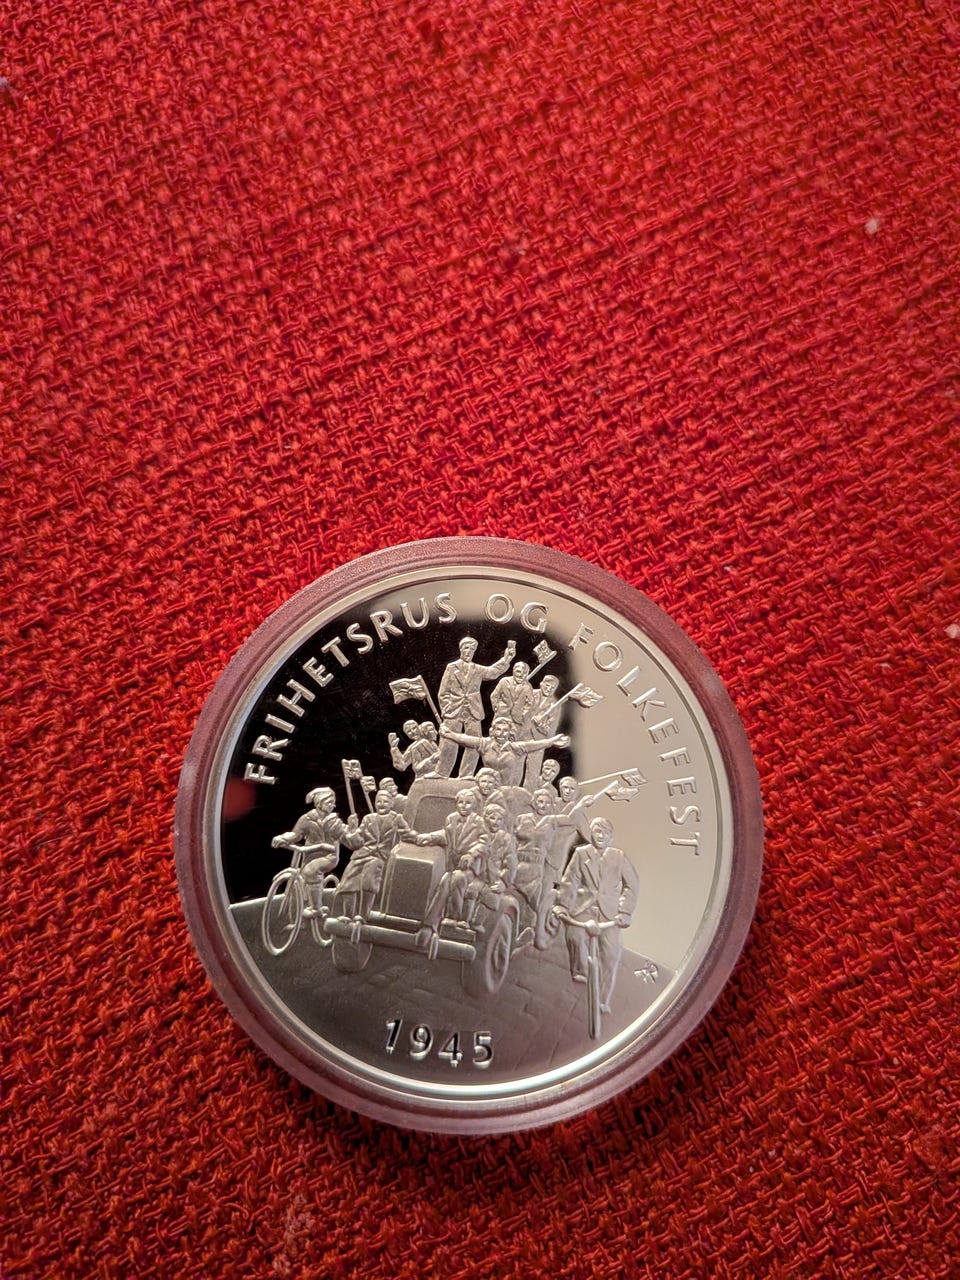 FRIHETSRUS OG FOLKEFEST
1945